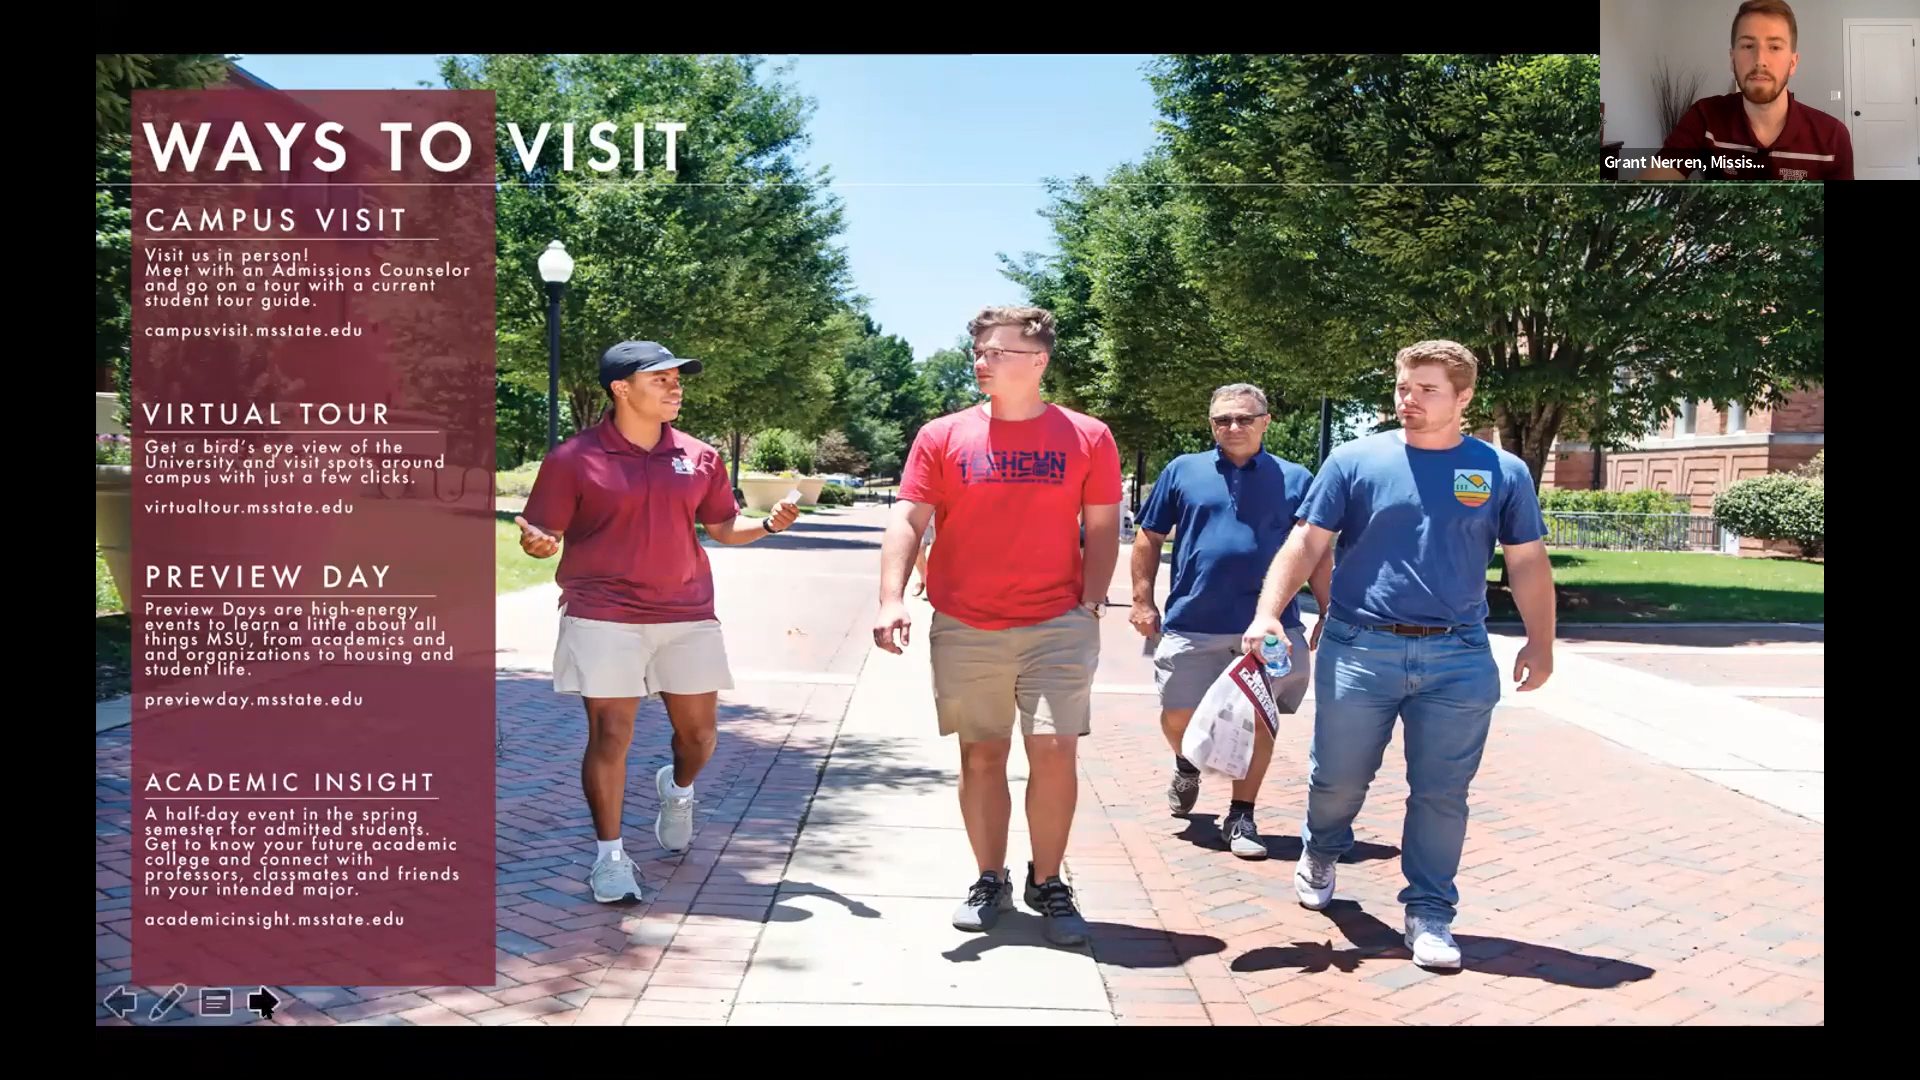 WAYS TO VISIT
CAMPUS VISIT
Visit us in person!
Meet with an Admissions Counselor
and go on a tour with a current
student tour guide.
campusvisit.msstate.edu
VIRTUAL TOUR
Get a bird's eye view of the
University and visit spots around
campus with just a few clicks.
virtualtour.msstate.edu
PREVIEW DAY
Preview Days are high-energy
events to learn a little about all
things MSU, from academics and
and organizations to housing and
student life.
previewday.msstate.edu
ACADEMIC INSIGHT
A half-day event in the spring
semester for admitted students.
Get to know your future academic
college and connect with
professors, classmates and friends
in your intended major.
academicinsight.msstate.edu
Grant Nerren, Missis...
TECHCON